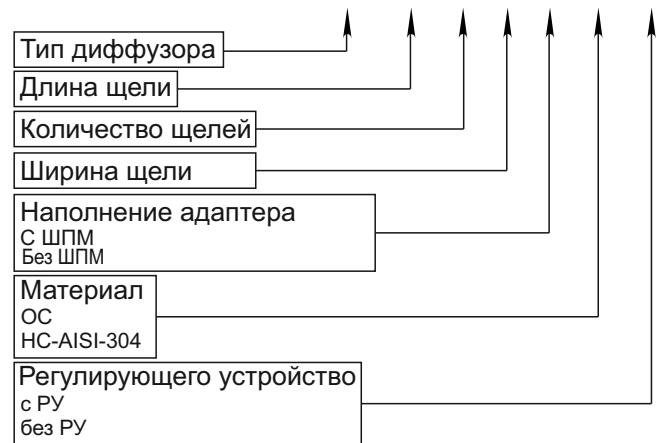 Тип диффузора
Длина щели
Количество щелей
Ширина щели
Наполнение адаптера
С ШПМ
Без ШПМ
Материал
ОС
НС-AISI-304
Регулирующего устройство
с РУ
без РУ